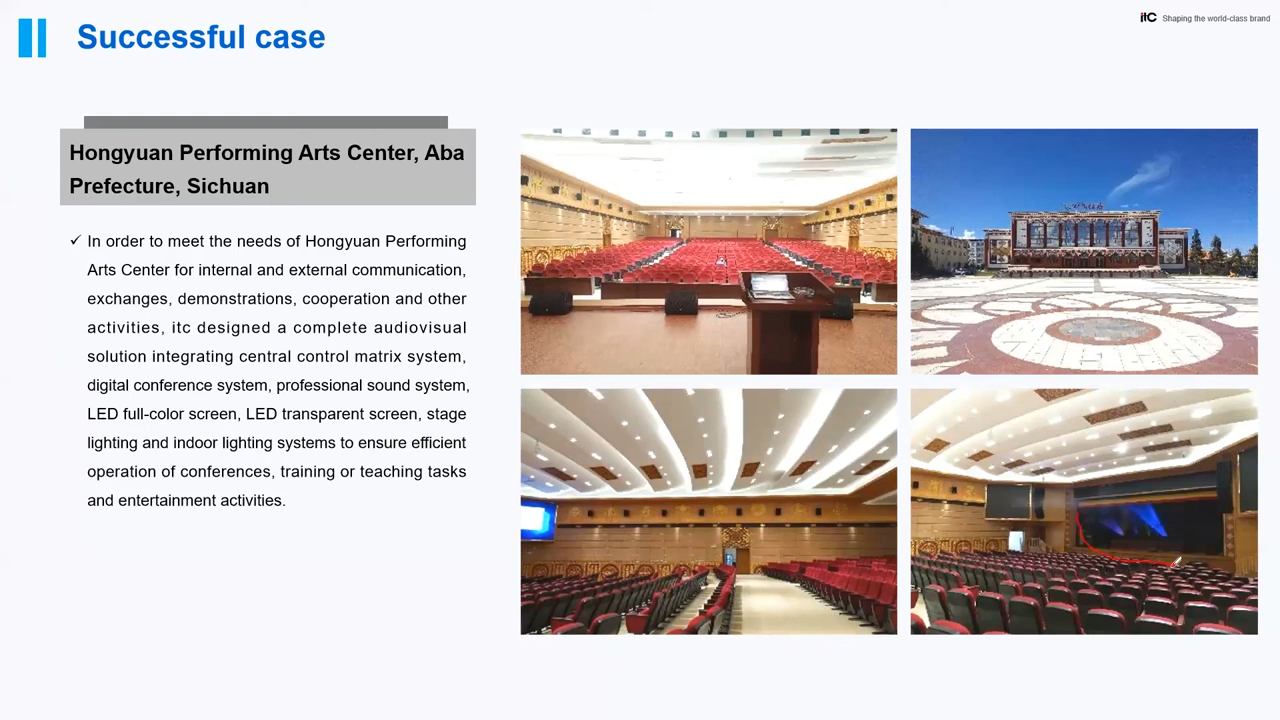 Successful case
itC Shaping the world-class brand
Hongyuan Performing Arts Center, Aba
Prefecture, Sichuan
✓ In order to meet the needs of Hongyuan Performing
Arts Center for internal and external communication,
exchanges, demonstrations, cooperation and other
activities, itc designed a complete audiovisual
solution integrating central control matrix system,
digital conference system, professional sound system,
LED full-color screen, LED transparent screen, stage
lighting and indoor lighting systems to ensure efficient
operation of conferences, training or teaching tasks
and entertainment activities.